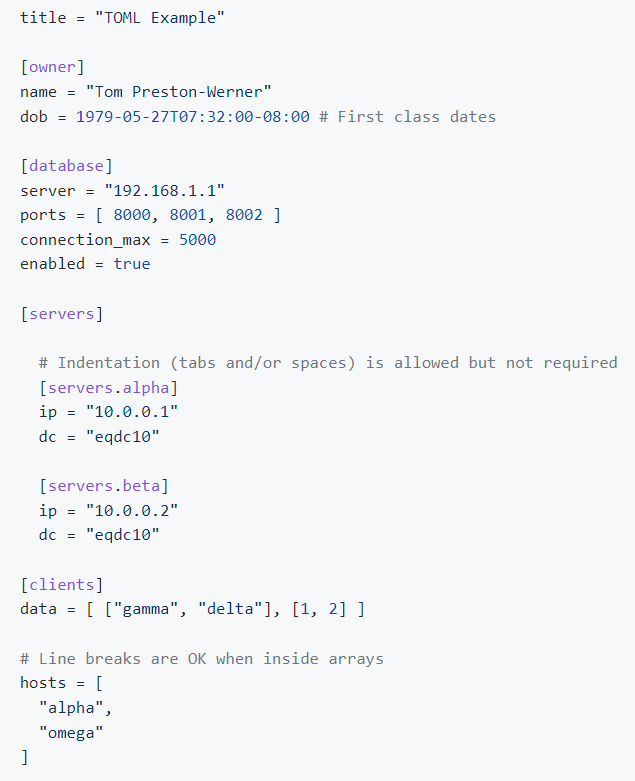 title = "TOML Example"

[owner]
name = "Tom Preston-Werner"
dob = 1979-05-27T07:32:00-08:00 # First class dates

[database]
server = "192.168.1.1"
ports = [ 8000, 8001, 8002 ]
connection_max = 5000
enabled = true

[servers]

  # Indentation (tabs and/or spaces) is allowed but not required
  [servers.alpha]
  ip = "10.0.0.1"
  dc = "eqdc10"

  [servers.beta]
  ip = "10.0.0.2"
  dc = "eqdc10"

[clients]
data = [ ["gamma", "delta"], [1, 2] ]

# Line breaks are OK when inside arrays
hosts = [
  "alpha",
  "omega"
]